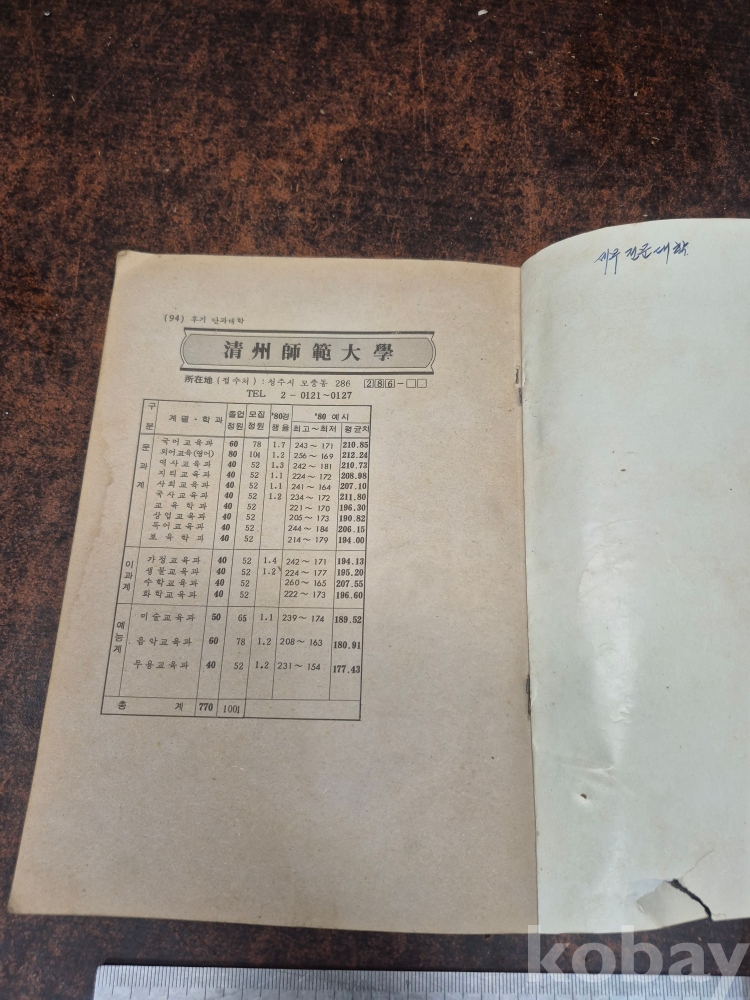 (94) 후기 단과대학
清州師範大學
所在地 (접수처) : 청주시 모충동 286 286-□□
TEL 2 - 0121~0127
구분 계열·학과 졸업정원 모집정원 '80경쟁율 '80 예시 최고~최저 평균치
문과계
국어교육과 60 78 1.7 243~171 210.85
외어교육(영어) 80 104 1.2 256~169 212.24
역사교육과 40 52 1.3 242~181 210.73
지리교육과 40 52 1.1 224~172 208.98
사회교육과 40 52 1.1 241~164 207.10
국사교육과 40 52 1.2 234~172 211.80
교육학과 40 52 221~170 196.30
상업교육과 40 52 205~173 190.82
독어교육과 40 52 244~184 206.15
보육학과 40 52 214~179 194.00
이과계
가정교육과 40 52 1.4 242~171 194.13
생물교육과 40 52 1.2 224~177 195.20
수학교육과 40 52 260~165 207.55
화학교육과 40 52 222~173 196.60
예능계
미술교육과 50 65 1.1 239~174 189.52
음악교육과 60 78 1.2 208~163 180.91
무용교육과 40 52 1.2 231~154 177.43
총계 770 1001
전문대학
kobay